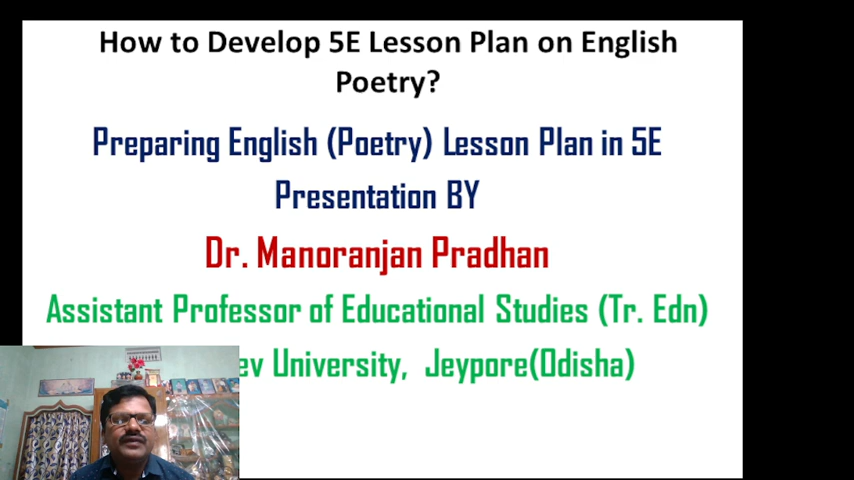 How to Develop 5E Lesson Plan on English
Poetry?
Preparing English (Poetry) Lesson Plan in 5E
Presentation BY
Dr. Manoranjan Pradhan
Assistant Professor of Educational Studies (Tr. Edn)
ev University, Jeypore(Odisha)